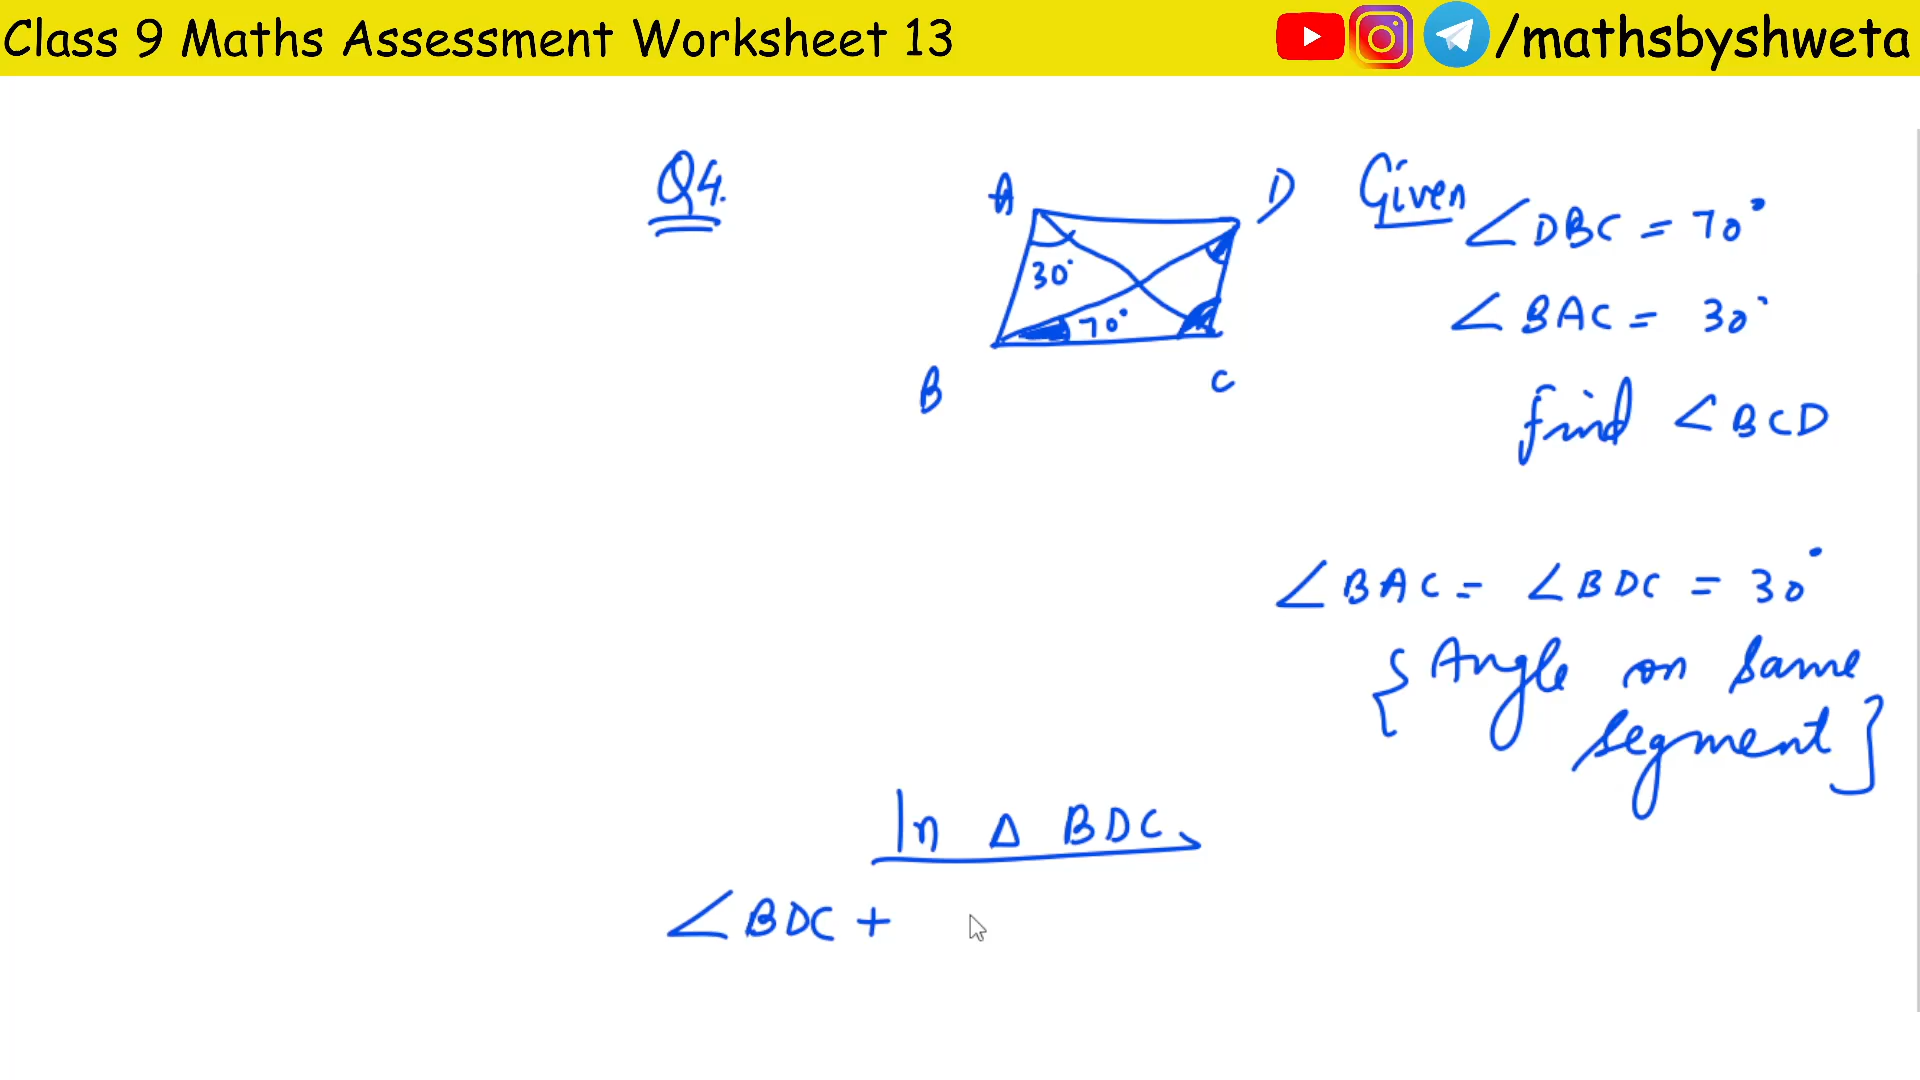 Class 9 Maths Assessment Worksheet 13
/mathsbyshweta
Q4.
A
D
30°
70°
B
C
Given
∠DBC = 70°
∠BAC = 30°
find ∠BCD
∠BAC = ∠BDC = 30°
{Angle on same
segment}
In Δ BDC,
∠BDC +